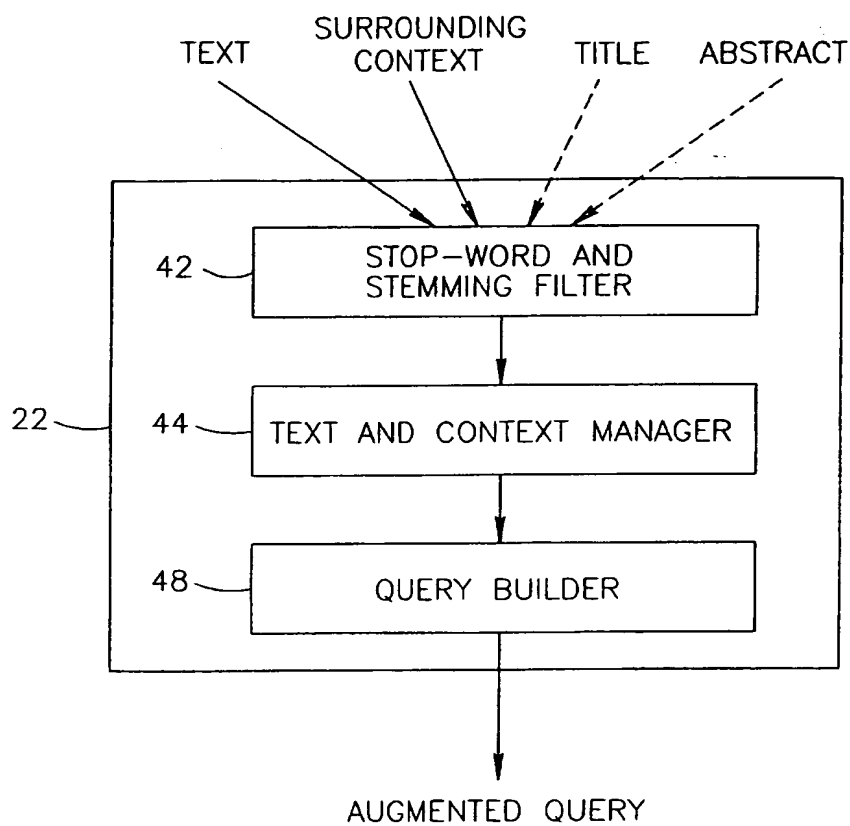 TEXT
SURROUNDING
CONTEXT
TITLE
ABSTRACT
42
STOP-WORD AND
STEMMING FILTER
22
44
TEXT AND CONTEXT MANAGER
48
QUERY BUILDER
AUGMENTED QUERY